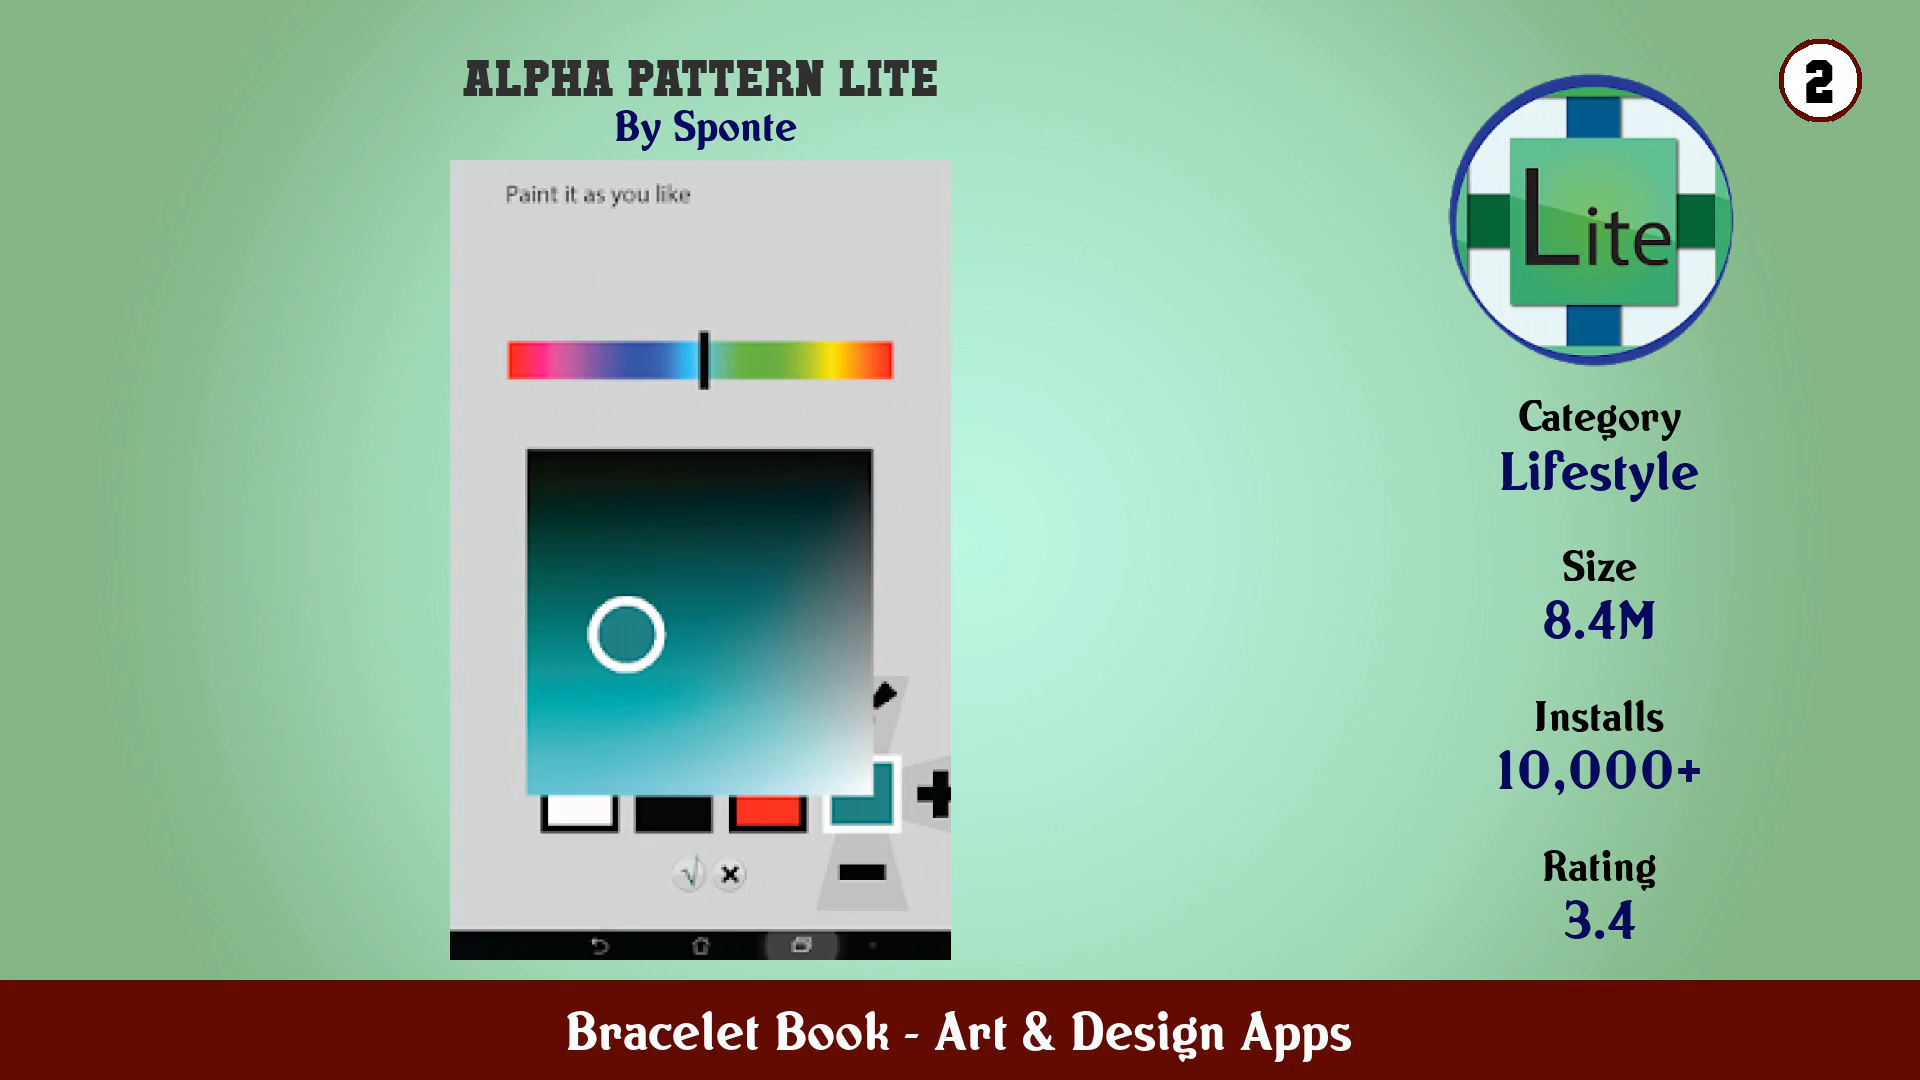 ALPHA PATTERN LITE
By Sponte
Paint it as you like
2
Lite
Category
Lifestyle
Size
8.4M
Installs
10,000+
Rating
3.4
Bracelet Book - Art & Design Apps